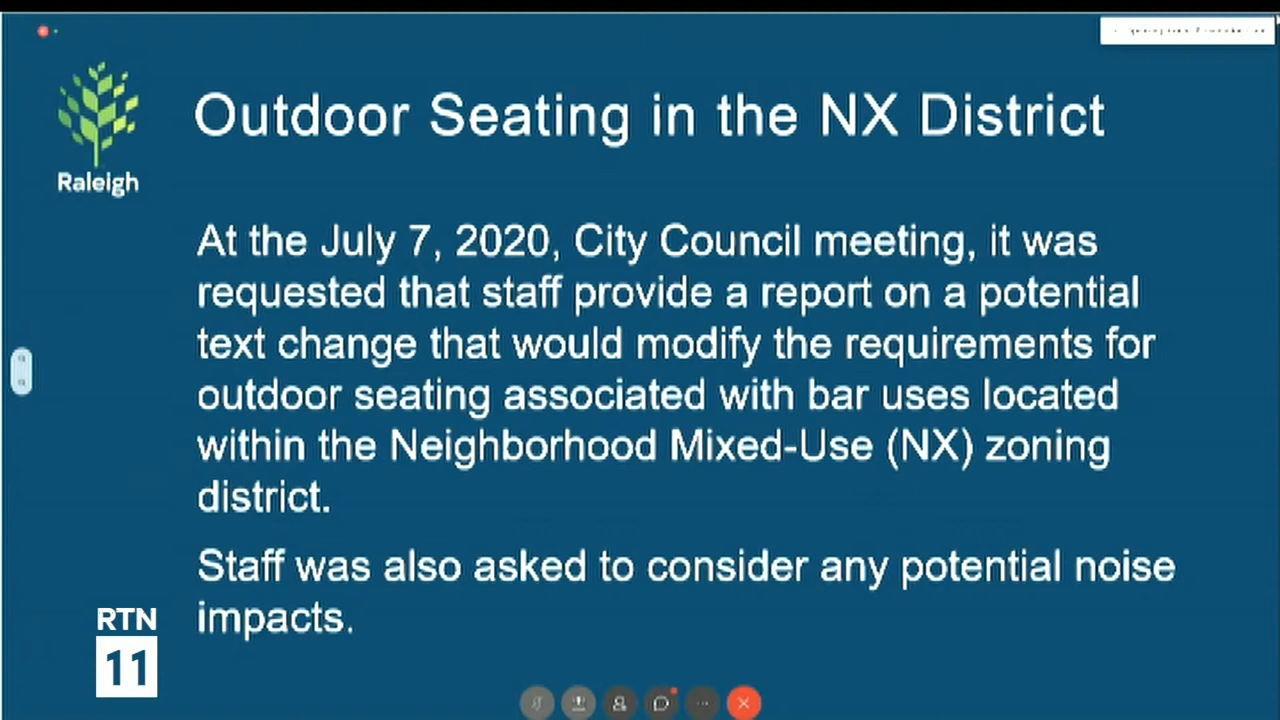 Outdoor Seating in the NX District
Raleigh
At the July 7, 2020, City Council meeting, it was
requested that staff provide a report on a potential
text change that would modify the requirements for
outdoor seating associated with bar uses located
within the Neighborhood Mixed-Use (NX) zoning
district.
Staff was also asked to consider any potential noise
impacts.
RTN
11